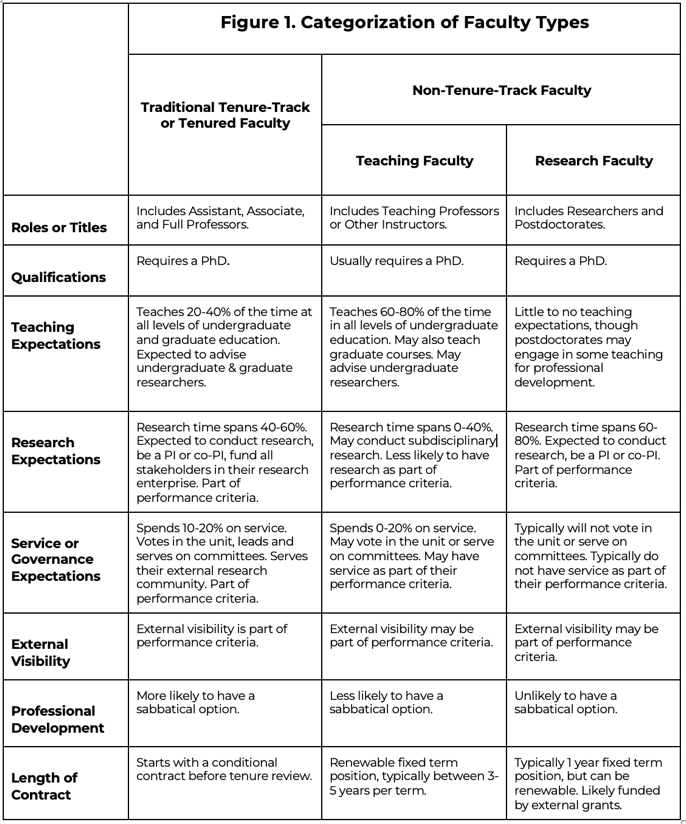 Figure 1. Categorization of Faculty Types
Traditional Tenure-Track
or Tenured Faculty
Non-Tenure-Track Faculty
Teaching Faculty
Research Faculty
Roles or Titles
Includes Assistant, Associate,
and Full Professors.
Includes Teaching Professors
or Other Instructors.
Includes Researchers and
Postdoctorates.
Qualifications
Requires a PhD.
Usually requires a PhD.
Requires a PhD.
Teaching
Expectations
Teaches 20-40% of the time at
all levels of undergraduate
and graduate education.
Expected to advise
undergraduate & graduate
researchers.
Teaches 60-80% of the time
in all levels of undergraduate
education. May also teach
graduate courses. May
advise undergraduate
researchers.
Little to no teaching
expectations, though
postdoctorates may
engage in some teaching
for professional
development.
Research
Expectations
Research time spans 40-60%.
Expected to conduct research,
be a PI or co-PI, fund all
stakeholders in their research
enterprise. Part of
performance criteria.
Research time spans 0-40%.
May conduct subdisciplinary
research. Less likely to have
research as part of
performance criteria.
Research time spans 60-
80%. Expected to conduct
research, be a PI or co-PI.
Part of performance
criteria.
Service or
Governance
Expectations
Spends 10-20% on service.
Votes in the unit, leads and
serves on committees. Serves
their external research
community. Part of
performance criteria.
Spends 0-20% on service.
May vote in the unit or serve
on committees. May have
service as part of their
performance criteria.
Typically will not vote in
the unit or serve on
committees. Typically do
not have service as part of
their performance criteria.
External
Visibility
External visibility is part of
performance criteria.
External visibility may be
part of performance criteria.
External visibility may be
part of performance
criteria.
Professional
Development
More likely to have a
sabbatical option.
Less likely to have a
sabbatical option.
Unlikely to have a
sabbatical option.
Length of
Contract
Starts with a conditional
contract before tenure review.
Renewable fixed term
position, typically between 3-
5 years per term.
Typically 1 year fixed term
position, but can be
renewable. Likely funded
by external grants.